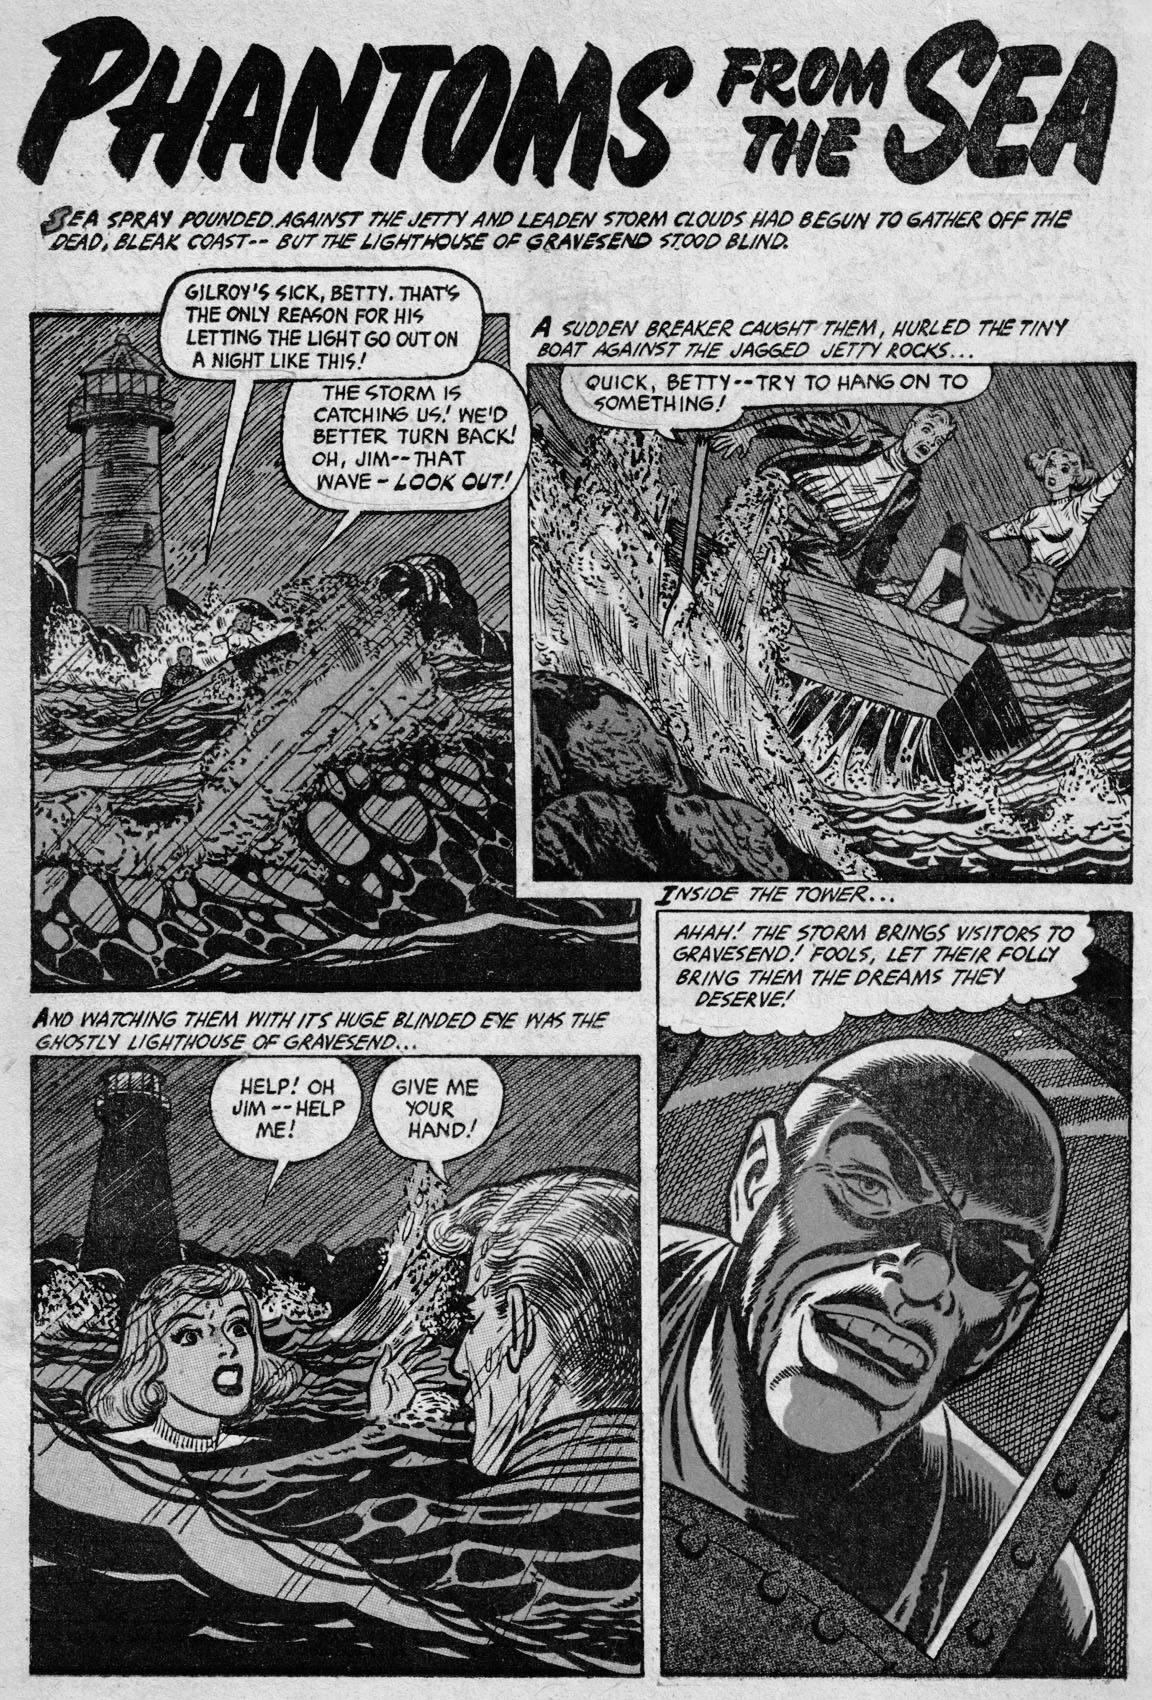 PHANTOMS FROM THE SEA
SEA SPRAY POUNDED AGAINST THE JETTY AND LEADEN STORM CLOUDS HAD BEGUN TO GATHER OFF THE
DEAD, BLEAK COAST-- BUT THE LIGHTHOUSE OF GRAVESEND STOOD BLIND.
GILROY'S SICK, BETTY. THAT'S
THE ONLY REASON FOR HIS
LETTING THE LIGHT GO OUT ON
A NIGHT LIKE THIS!
THE STORM IS
CATCHING US! WE'D
BETTER TURN BACK!
OH, JIM--THAT
WAVE - LOOK OUT!
A SUDDEN BREAKER CAUGHT THEM, HURLED THE TINY
BOAT AGAINST THE JAGGED JETTY ROCKS...
QUICK, BETTY--TRY TO HANG ON TO
SOMETHING!
AND WATCHING THEM WITH ITS HUGE BLINDED EYE WAS THE
GHOSTLY LIGHTHOUSE OF GRAVESEND...
HELP! OH
JIM--HELP
ME!
GIVE ME
YOUR
HAND!
INSIDE THE TOWER...
AHAH! THE STORM BRINGS VISITORS TO
GRAVESEND! FOOLS, LET THEIR FOLLY
BRING THEM THE DREAMS THEY
DESERVE!